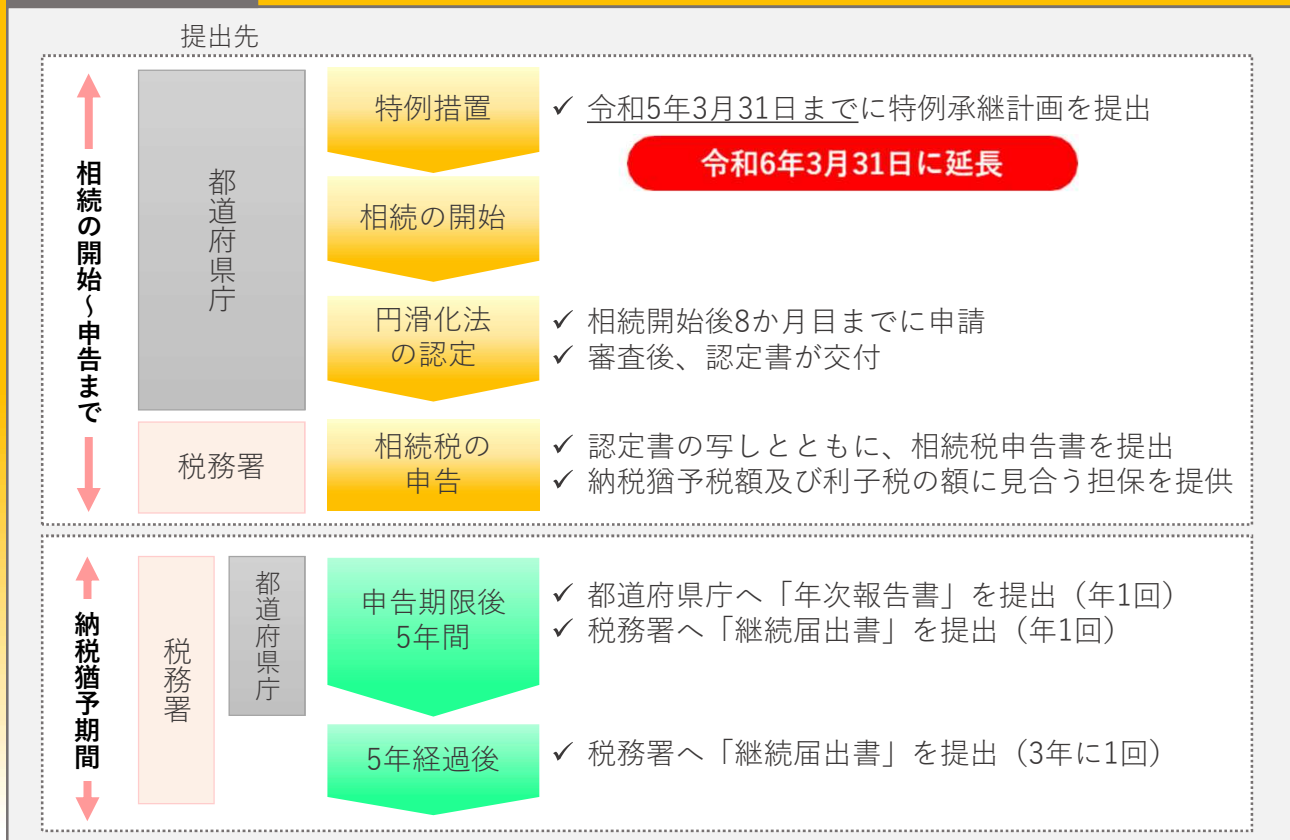 提出先
相続の開始～申告まで
都道府県庁
特例措置
✓ 令和5年3月31日までに特例承継計画を提出
令和6年3月31日に延長
相続の開始
円滑化法
の認定
✓ 相続開始後8か月目までに申請
✓ 審査後、認定書が交付
税務署
相続税の
申告
✓ 認定書の写しとともに、相続税申告書を提出
✓ 納税猶予税額及び利子税の額に見合う担保を提供
納税猶予期間
税務署
都道府県庁
申告期限後
5年間
✓ 都道府県庁へ「年次報告書」を提出（年1回）
✓ 税務署へ「継続届出書」を提出（年1回）
5年経過後
✓ 税務署へ「継続届出書」を提出（3年に1回）